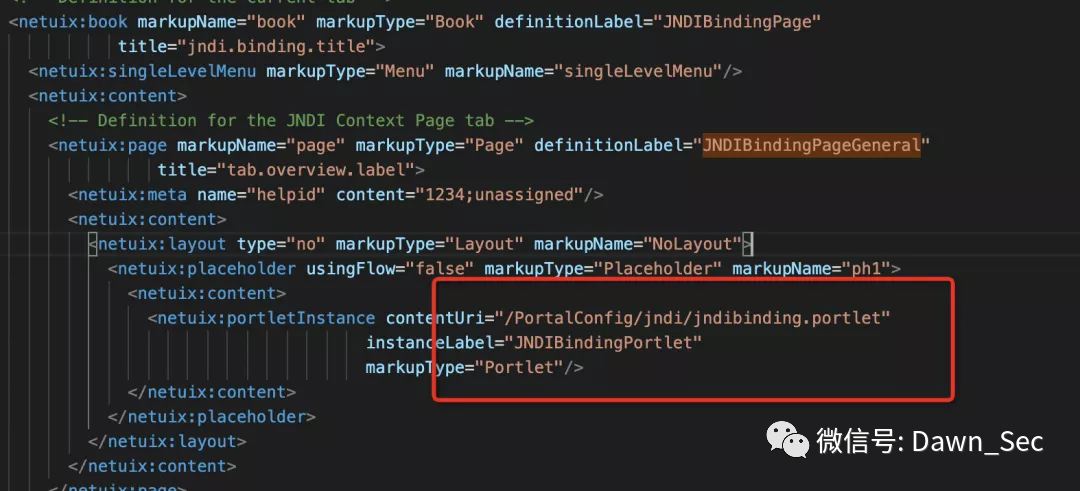 <netuix:book markupName="book" markupType="Book" definitionLabel="JNDIBindingPage"
title="jndi.binding.title">
<netuix:singleLevelMenu markupType="Menu" markupName="singleLevelMenu"/>
<netuix:content>
<!-- Definition for the JNDI Context Page tab -->
<netuix:page markupName="page" markupType="Page" definitionLabel="JNDIBindingPageGeneral"
title="tab.overview.label">
<netuix:meta name="helpid" content="1234;unassigned"/>
<netuix:content>
<netuix:layout type="no" markupType="Layout" markupName="NoLayout">
<netuix:placeholder usingFlow="false" markupType="Placeholder" markupName="ph1">
<netuix:content>
<netuix:portletInstance contentUri="/PortalConfig/jndi/jndibinding.portlet"
instanceLabel="JNDIBindingPortlet"
markupType="Portlet"/>
</netuix:content>
</netuix:placeholder>
</netuix:layout>
</netuix:content>
</netuix:page>
微信号: Dawn_Sec